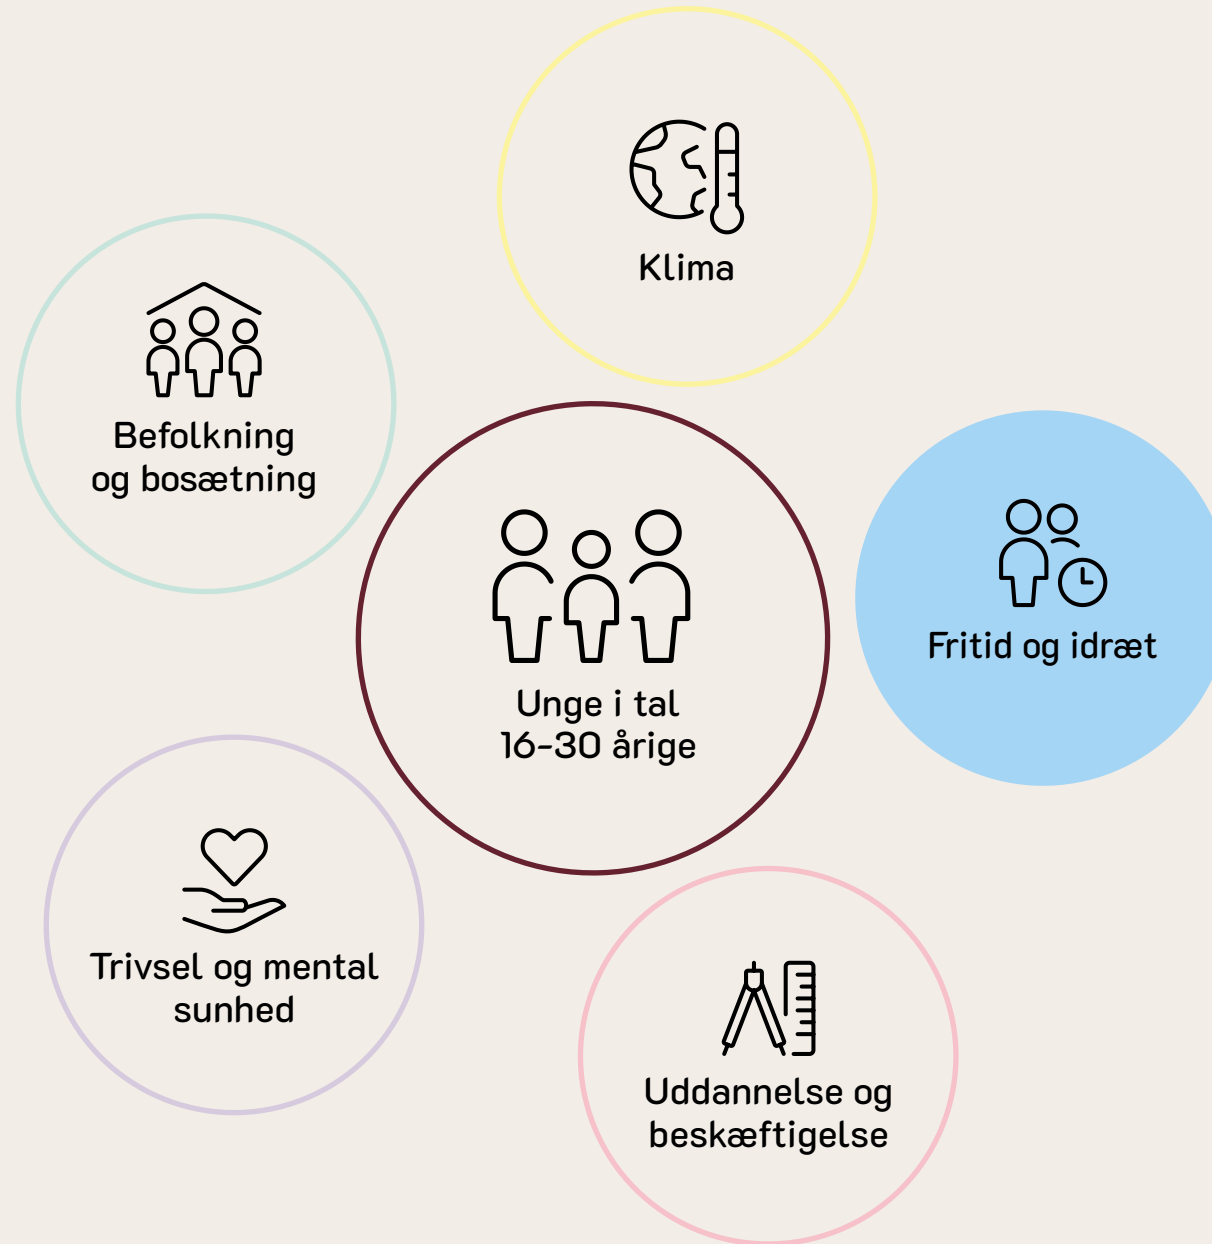 Klima
Befolkning
og bosætning
Fritid og idræt
Unge i tal
16-30 årige
Trivsel og mental
sunhed
Uddannelse og
beskæftigelse